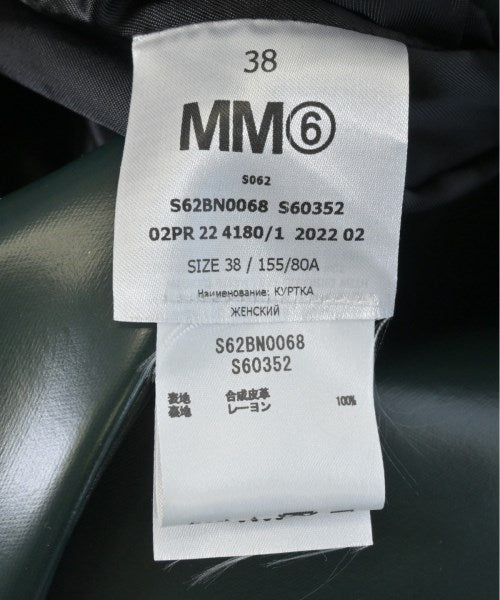 38
MM⑥
S062
S62BN0068 S60352
02PR 22 4180/1 2022 02
SIZE 38 / 155/80A
Наименование: КУРТКА
ЖЕНСКИЙ
S62BN0068
S60352
表地 合成皮革
裏地 レーヨン 100%